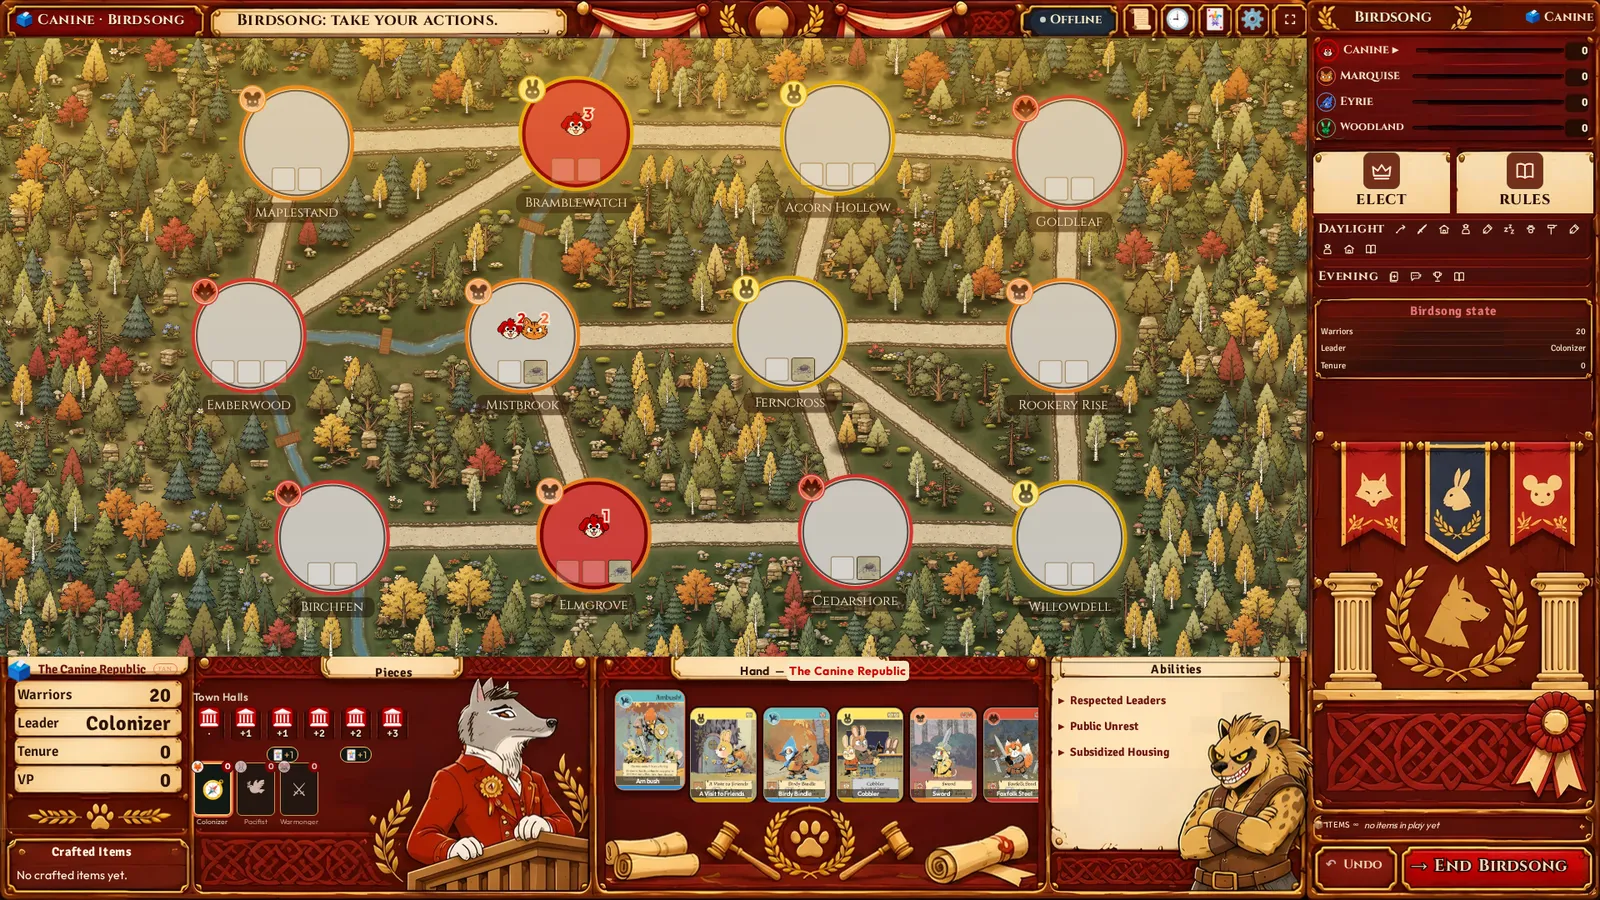 Canine · Birdsong
Birdsong: take your actions.
Offline
Birdsong
Canine
Canine ▸
0
Marquise
0
Eyrie
0
Woodland
0
Elect
Rules
Daylight
Evening
Birdsong state
Warriors 20
Leader Colonizer
Tenure 0
Maplestand
3
Bramblewatch
Acorn Hollow
Goldleaf
Emberwood
2 2
Mistbrook
Ferncross
Rookery Rise
Birchfen
1
Elmgrove
Cedarshore
Willowdell
The Canine Republic
Warriors 20
Leader Colonizer
Tenure 0
VP 0
Crafted Items
No crafted items yet.
Pieces
Town Halls
· +1 +1 +2 +2 +3
+1 +1
0 0 0
Colonizer Pacifist Warmonger
Hand — The Canine Republic
Ambush
A Visit to Friends
Birdy Bindle
Cobbler
Sword
Foxfolk Steel
Abilities
▸ Respected Leaders
▸ Public Unrest
▸ Subsidized Housing
Items
no items in play yet
Undo
→ End Birdsong